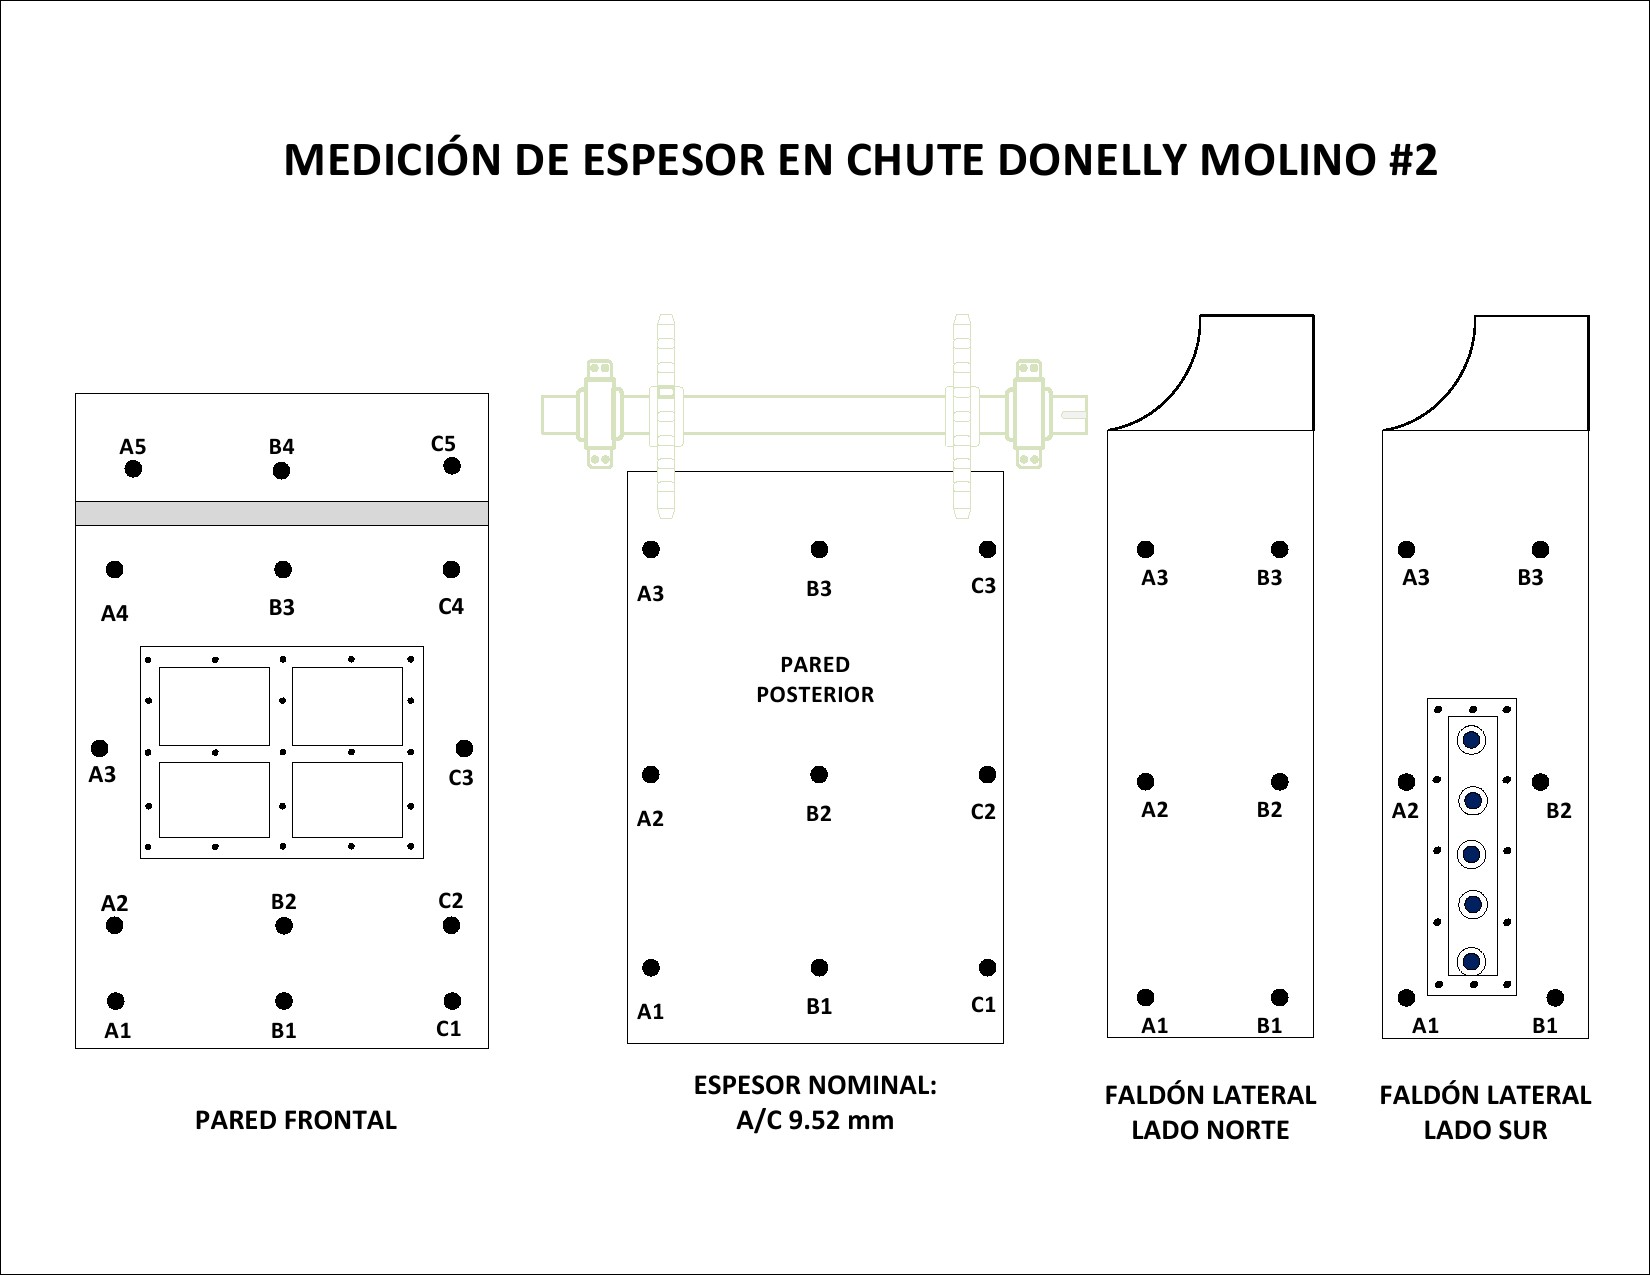 MEDICIÓN DE ESPESOR EN CHUTE DONELLY MOLINO #2
A5 B4 C5
A4 B3 C4
A3 C3
A2 B2 C2
A1 B1 C1
PARED FRONTAL
A3 B3 C3
PARED
POSTERIOR
A2 B2 C2
A1 B1 C1
ESPESOR NOMINAL:
A/C 9.52 mm
A3 B3
A2 B2
A1 B1
FALDÓN LATERAL
LADO NORTE
A3 B3
A2 B2
A1 B1
FALDÓN LATERAL
LADO SUR